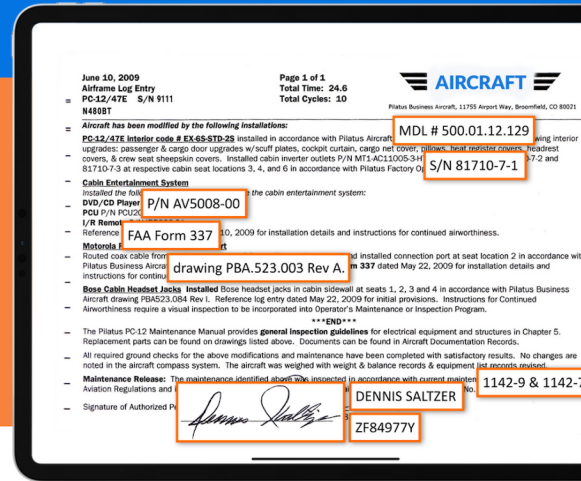 June 10, 2009 Page 1 of 1
Airframe Log Entry Total Time: 24.6
PC-12/47E S/N 9111 Total Cycles: 10
N480BT
AIRCRAFT
Pilatus Business Aircraft, 11755 Airport Way, Broomfield, CO 80021
Aircraft has been modified by the following installations:
MDL # 500.01.12.129
PC-12/47E interior code # EX-6S-STD-2S installed in accordance with Pilatus Aircraft wing interior
upgrades: passenger & cargo door upgrades w/scuff plates, cockpit curtain, cargo net cover, pillows, heat register covers, headrest
covers, & crew seat sheepskin covers. Installed cabin inverter outlets P/N MT1-AC11005-3-H S/N 81710-7-1 -7-2 and
81710-7-3 at respective cabin seat locations 3, 4, and 6 in accordance with Pilatus Factory
Cabin Entertainment System
Installed the the cabin entertainment system:
DVD/CD Player P/N AV5008-00
PCU P/N
I/R Remote
Reference FAA Form 337 10, 2009 for installation details and instructions for continued airworthiness.
Motorola
Routed coax cable from installed connection port at seat location 2 in accordance
Pilatus Business Aircraft drawing PBA.523.003 Rev A. 337 dated May 22, 2009 for installation details and
instructions for
Bose Cabin Headset Jacks Installed Bose headset jacks in cabin sidewall at seats 1, 2, 3 and 4 in accordance with Pilatus Business
Aircraft drawing PBA523.084 Rev I. Reference log entry dated May 22, 2009 for initial provisions. Instructions for Continued
Airworthiness require a visual inspection to be incorporated into Operator's Maintenance or Inspection Program.
***END***
The Pilatus PC-12 Maintenance Manual provides general inspection guidelines for electrical equipment and structures in Chapter 5.
Replacement parts can be found on drawings listed above. Documents can be found in Aircraft Documentation Records.
All required ground checks for the above modifications and maintenance have been completed with satisfactory results. No changes are
noted in the aircraft compass system. The aircraft was weighed with weight & balance records & equipment list records revised.
Maintenance Release: The maintenance identified above was inspected in accordance with current
Aviation Regulations and No. 1142-9 & 1142-7
Signature of Authorized Dennis Saltzer DENNIS SALTZER
ZF84977Y